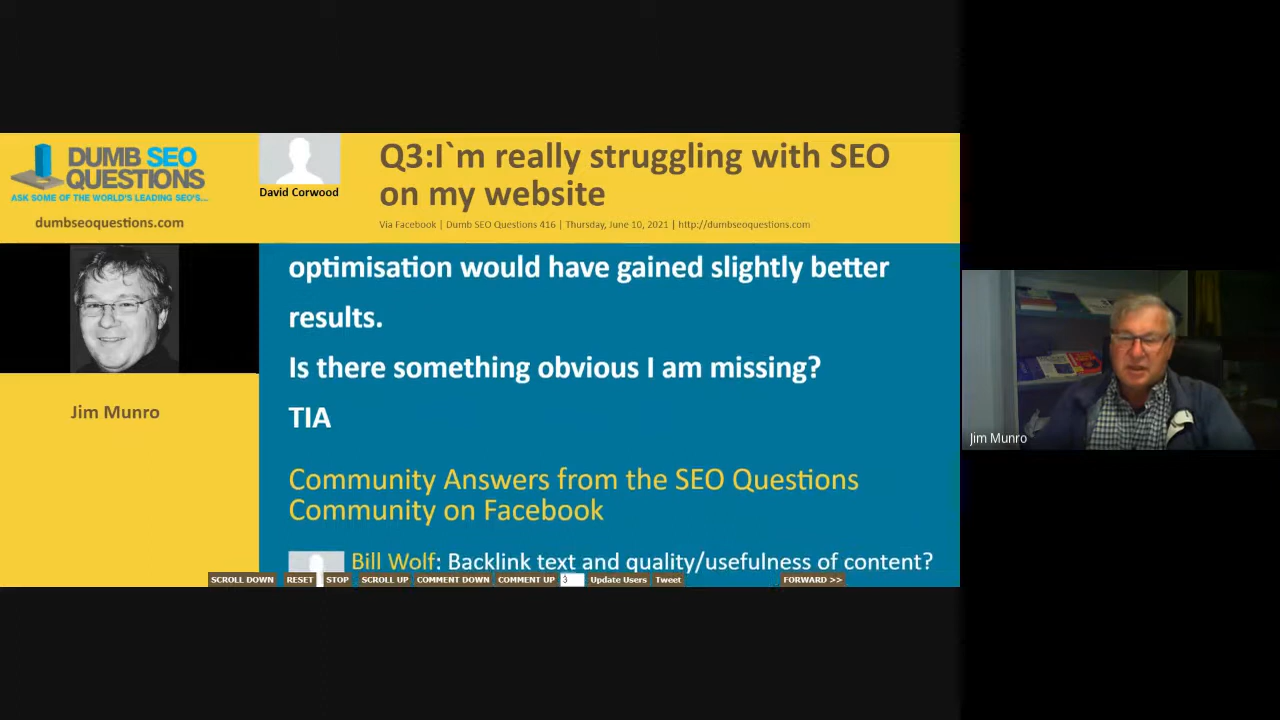 DUMB SEO
QUESTIONS
ASK SOME OF THE WORLD'S LEADING SEO'S...
dumbseoquestions.com
David Corwood
Q3:I`m really struggling with SEO
on my website
Via Facebook | Dumb SEO Questions 416 | Thursday, June 10, 2021 | http://dumbseoquestions.com
Jim Munro
optimisation would have gained slightly better
results.
Is there something obvious I am missing?
TIA
Community Answers from the SEO Questions
Community on Facebook
Bill Wolf: Backlink text and quality/usefulness of content?
SCROLL DOWN RESET STOP SCROLL UP COMMENT DOWN COMMENT UP 3 Update Users Tweet FORWARD >>
Jim Munro